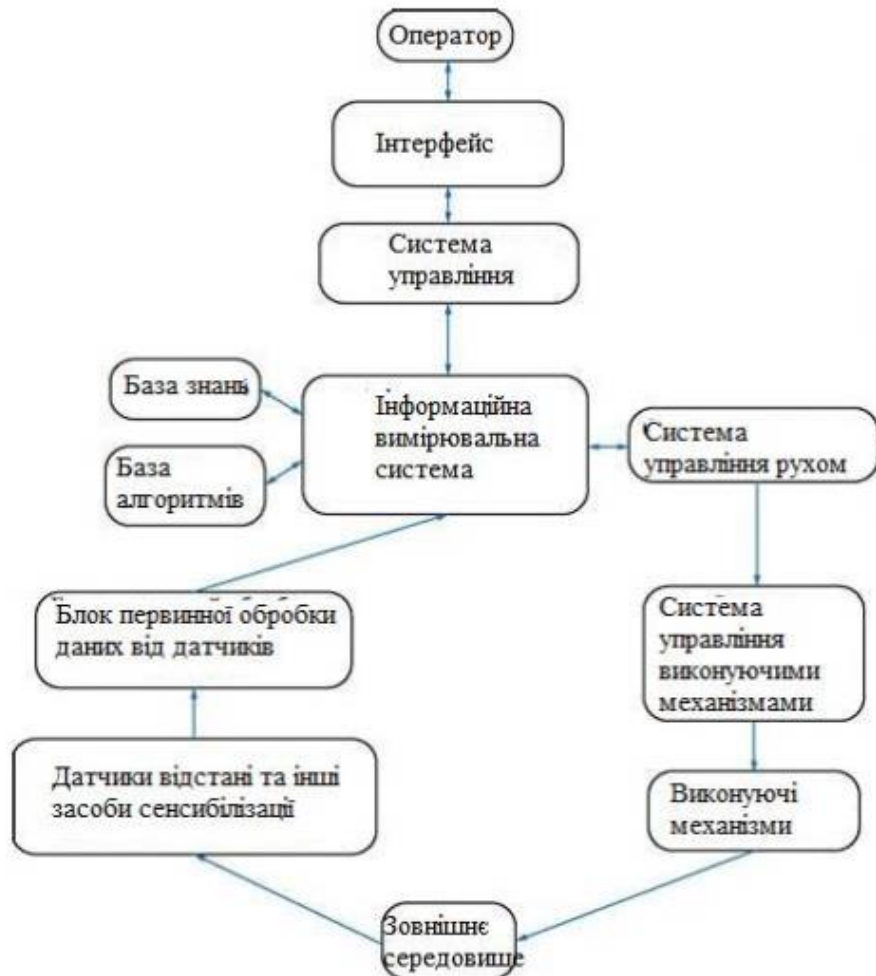 Оператор
Інтерфейс
Система
управління
База знань
База
алгоритмів
Інформаційна
вимірювальна
система
Система
управління рухом
Блок первинної обробки
даних від датчиків
Система
управління
виконуючими
механізмами
Датчики відстані та інші
засоби сенсибілізації
Виконуючі
механізми
Зовнішнє
середовище